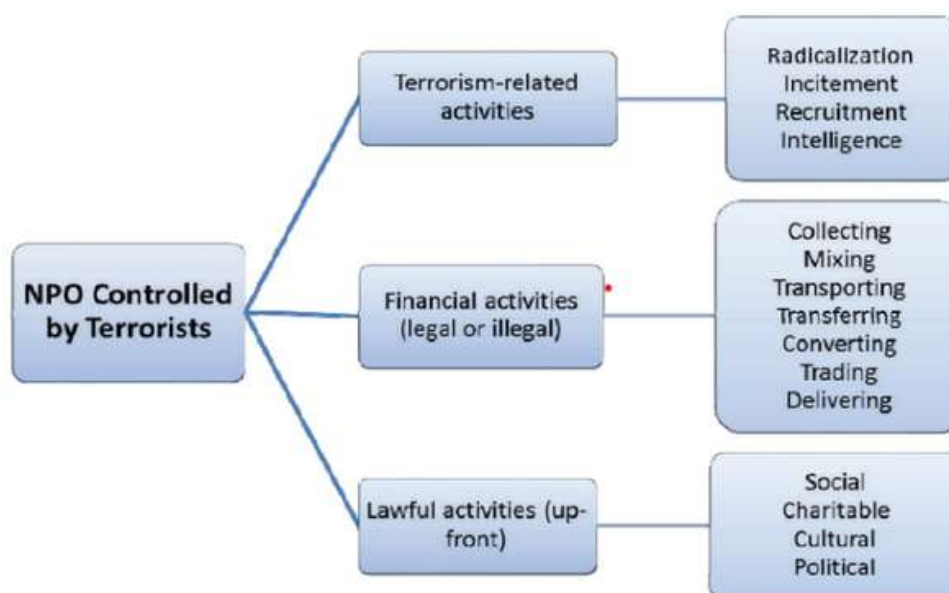 NPO Controlled
by Terrorists
Terrorism-related
activities
Radicalization
Incitement
Recruitment
Intelligence
Financial activities
(legal or illegal)
Collecting
Mixing
Transporting
Transferring
Converting
Trading
Delivering
Lawful activities (up-
front)
Social
Charitable
Cultural
Political